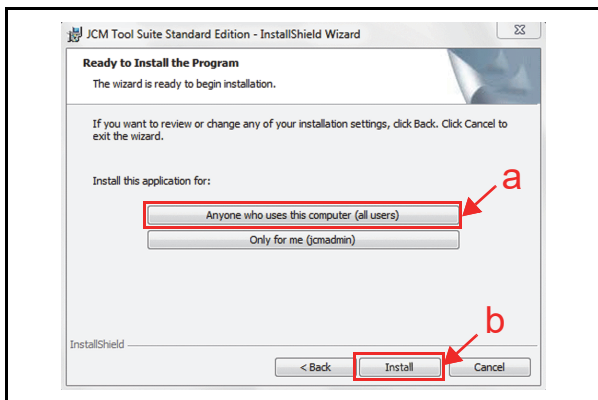 JCM Tool Suite Standard Edition - InstallShield Wizard
Ready to Install the Program
The wizard is ready to begin installation.
If you want to review or change any of your installation settings, click Back. Click Cancel to
exit the wizard.
Install this application for:
a
Anyone who uses this computer (all users)
Only for me (jcmadmin)
b
InstallShield
< Back Install Cancel